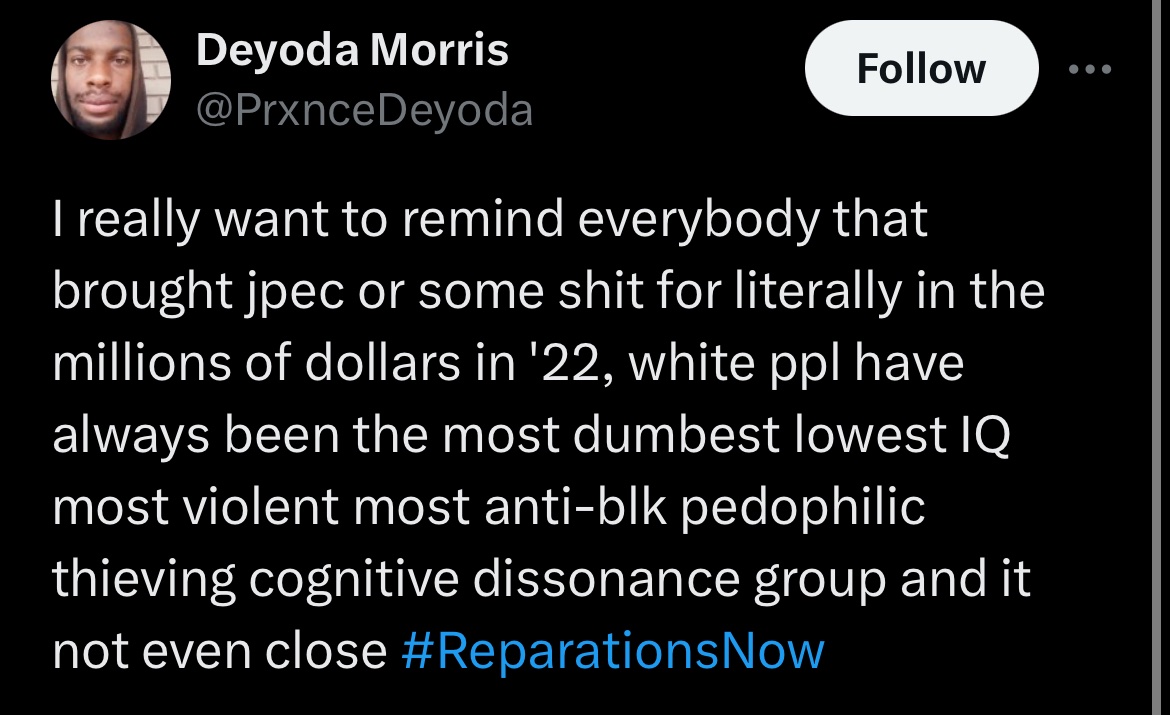 Deyoda Morris
@PrxnceDeyoda
Follow
I really want to remind everybody that
brought jpec or some shit for literally in the
millions of dollars in '22, white ppl have
always been the most dumbest lowest IQ
most violent most anti-blk pedophilic
thieving cognitive dissonance group and it
not even close #ReparationsNow